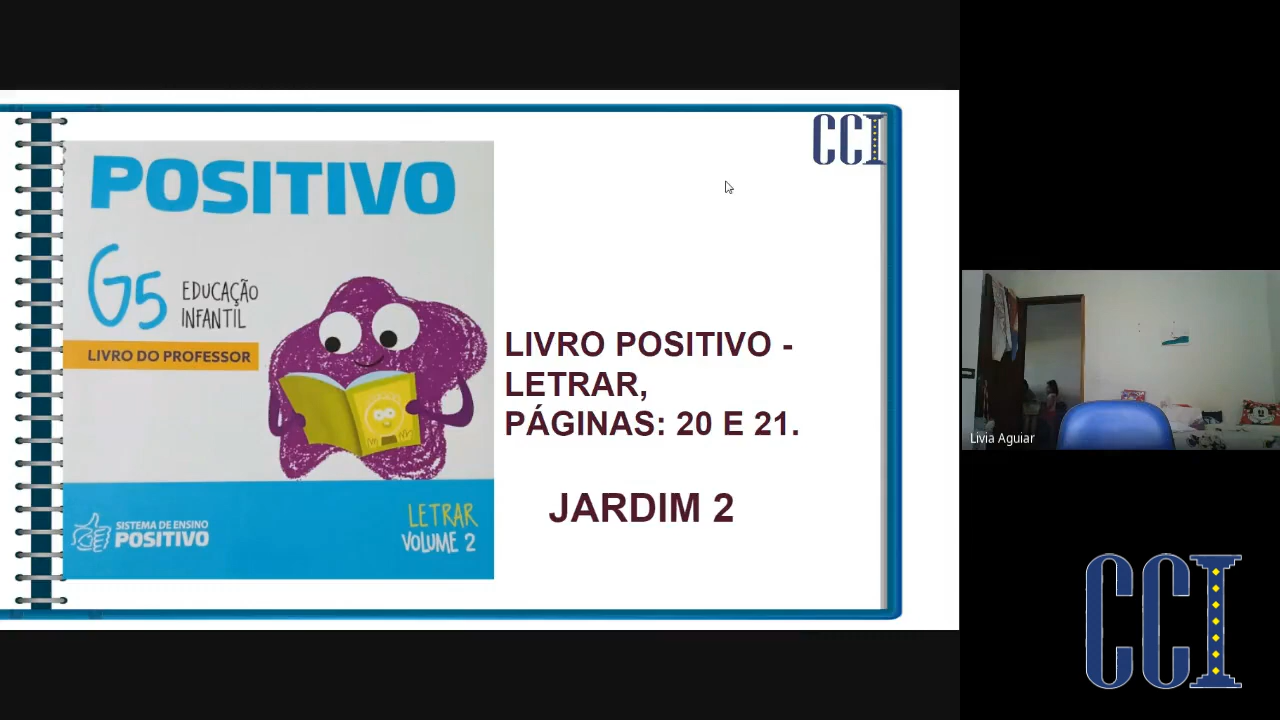 CCI
POSITIVO
G5
EDUCAÇÃO
INFANTIL
LIVRO DO PROFESSOR
SISTEMA DE ENSINO
POSITIVO
LETRAR
VOLUME 2
LIVRO POSITIVO -
LETRAR,
PÁGINAS: 20 E 21.
JARDIM 2
Livia Aguiar
CCI